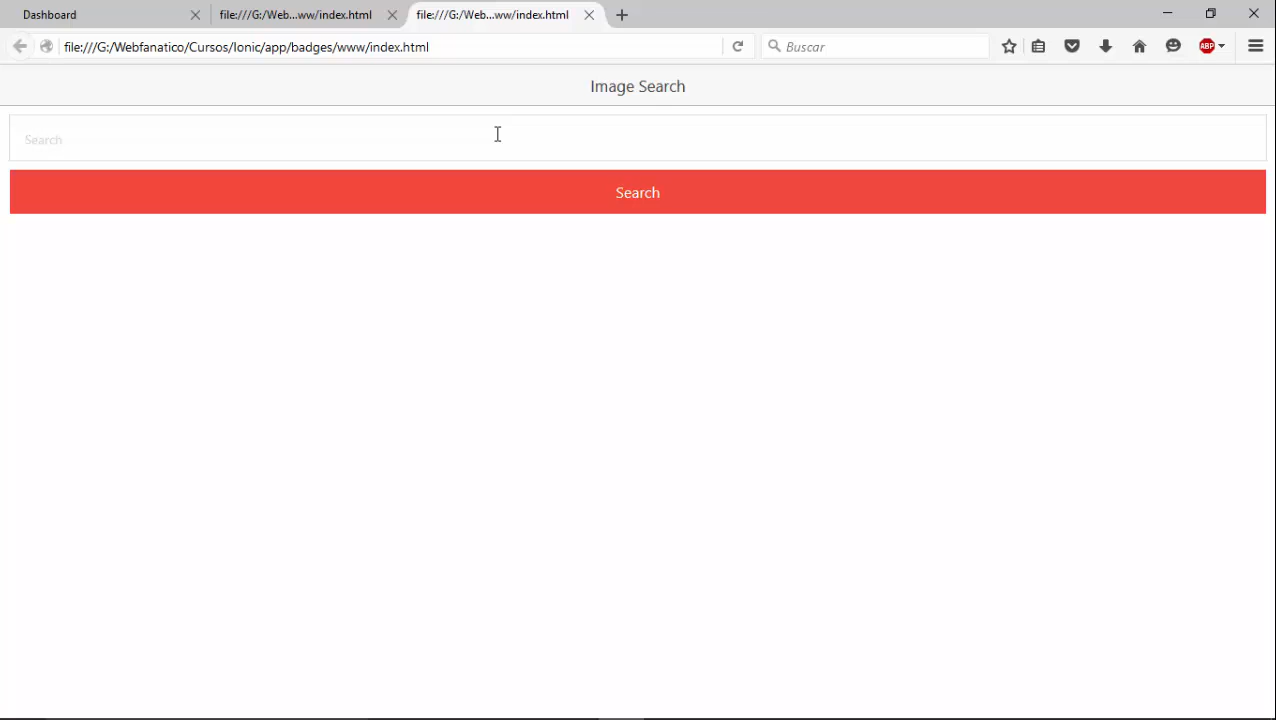 Dashboard
file:///G:/Web...ww/index.html
file:///G:/Web...ww/index.html
file:///G:/Webfanatico/Cursos/Ionic/app/badges/www/index.html
Buscar
ABP
Image Search
Search
Search